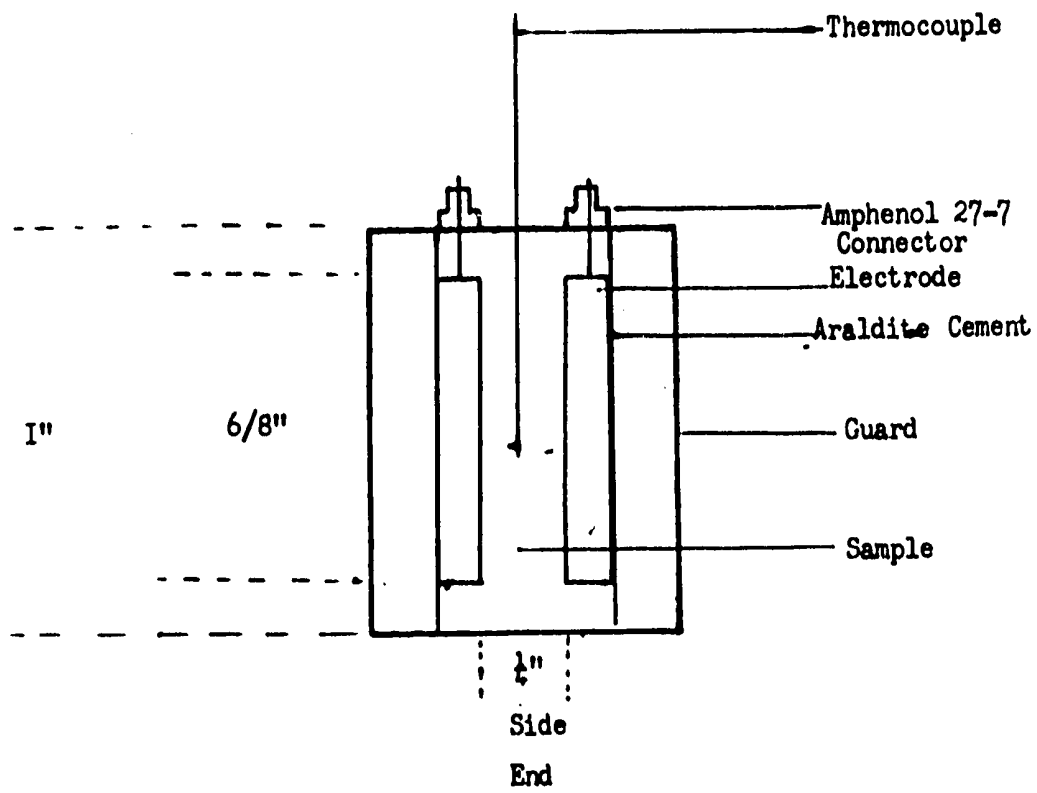 Thermocouple
Amphenol 27-7
Connector
Electrode
Araldite Cement
I"
6/8"
Guard
Sample
¼"
Side
End